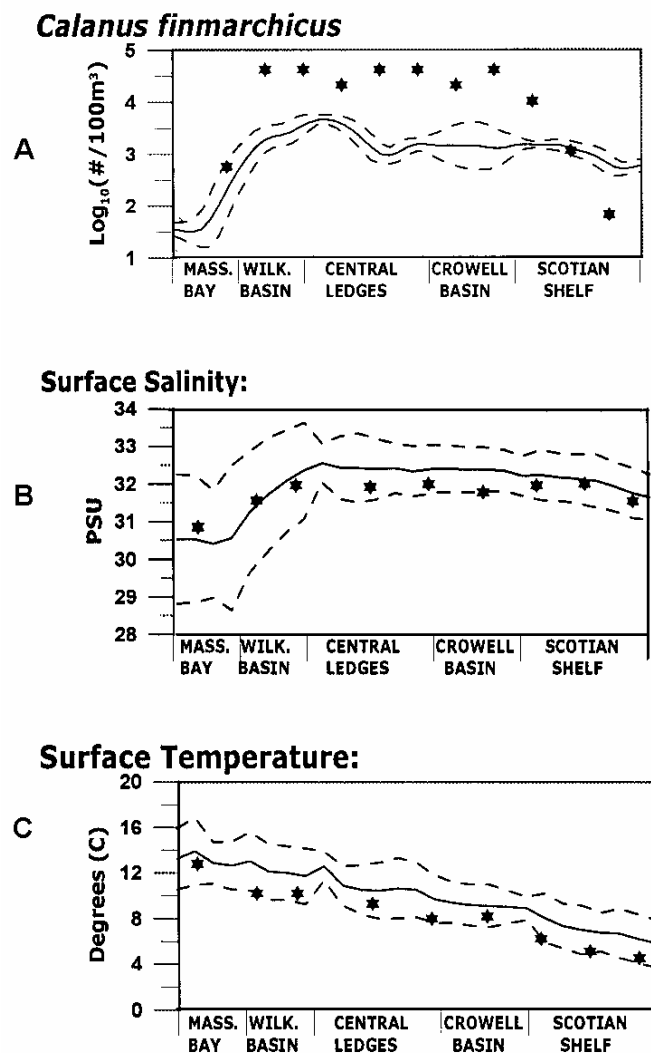 Calanus finmarchicus
A
Log₁₀(#/100m³)
5
4
3
2
1
MASS. WILK. CENTRAL CROWELL SCOTIAN
BAY BASIN LEDGES BASIN SHELF
Surface Salinity:
B
PSU
34
33
32
31
30
29
28
MASS. WILK. CENTRAL CROWELL SCOTIAN
BAY BASIN LEDGES BASIN SHELF
Surface Temperature:
C
Degrees (C)
20
16
12
8
4
0
MASS. WILK. CENTRAL CROWELL SCOTIAN
BAY BASIN LEDGES BASIN SHELF